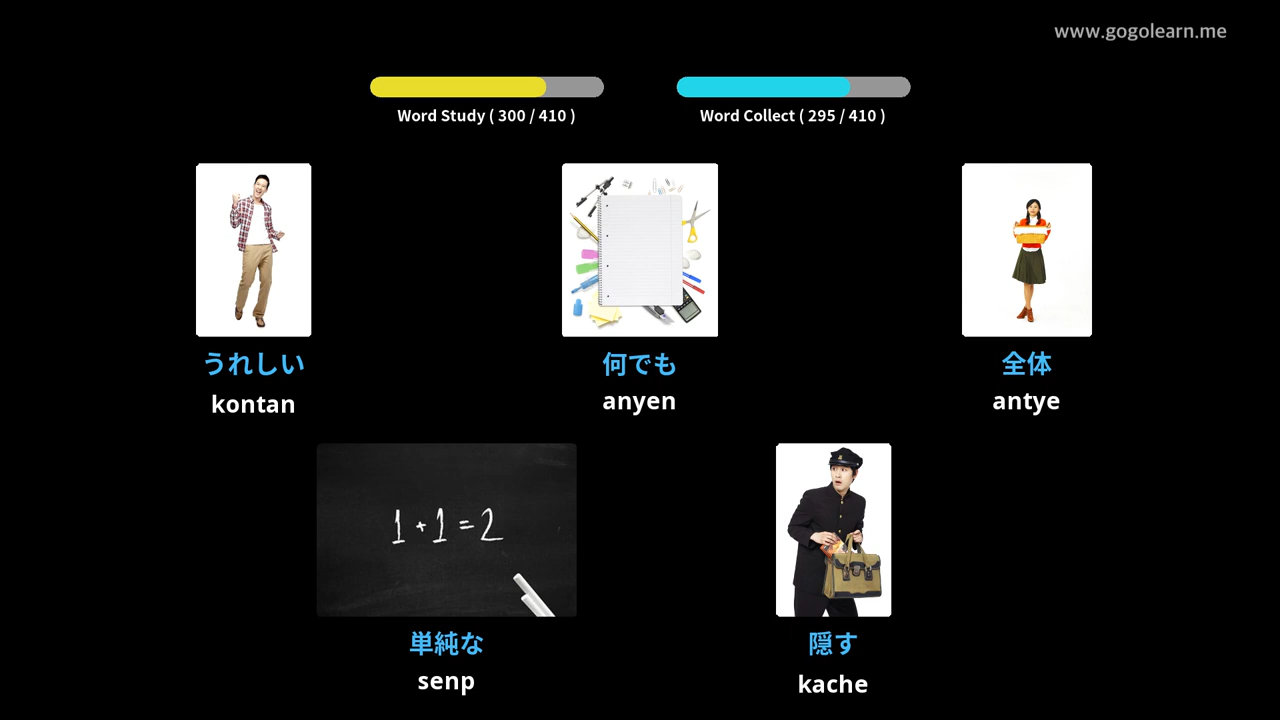 www.gogolearn.me
Word Study ( 300 / 410 )
Word Collect ( 295 / 410 )
うれしい
kontan
何でも
anyen
全体
antye
1 + 1 = 2
単純な
senp
隠す
kache